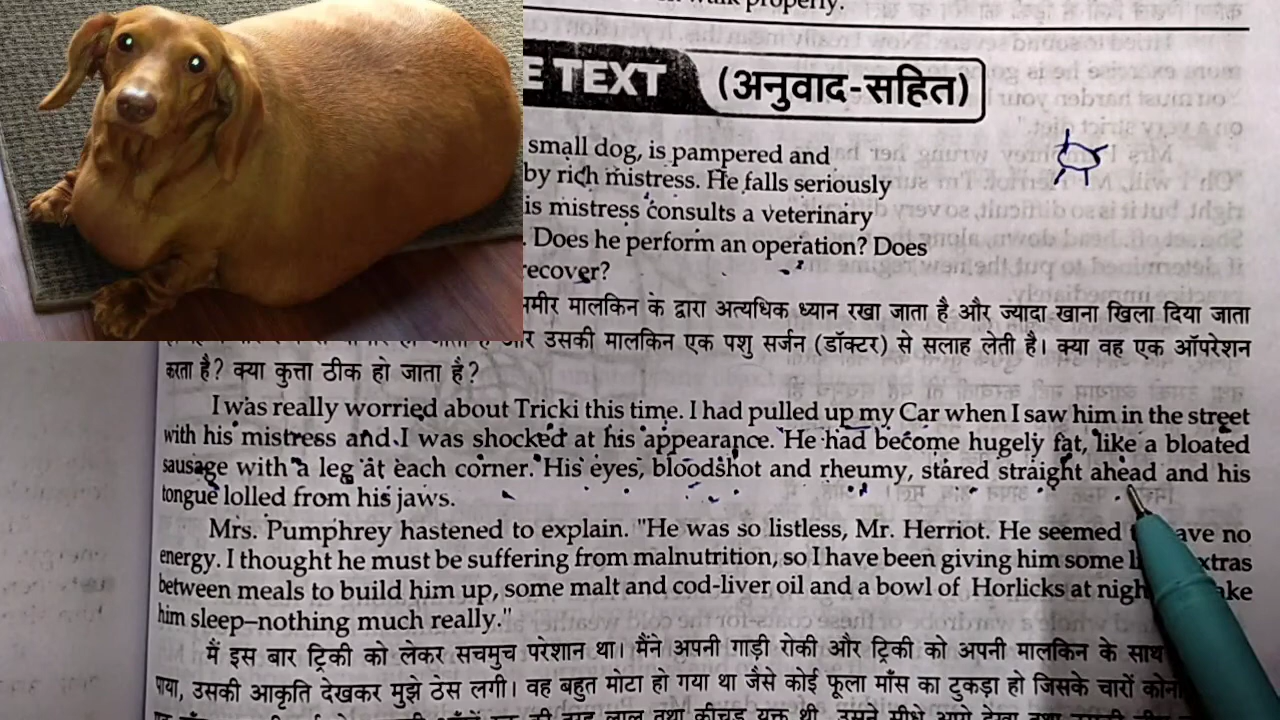 walk properly.
E TEXT (अनुवाद-सहित)
small dog, is pampered and
by rich mistress. He falls seriously
is mistress consults a veterinary
. Does he perform an operation? Does
recover?
मालकिन के द्वारा अत्यधिक ध्यान रखा जाता है और ज्यादा खाना खिला दिया जाता
और उसकी मालकिन एक पशु सर्जन (डॉक्टर) से सलाह लेती है। क्या वह एक ऑपरेशन
करता है? क्या कुत्ता ठीक हो जाता है?
I was really worried about Tricki this time. I had pulled up my Car when I saw him in the street
with his mistress and I was shocked at his appearance. He had become hugely fat, like a bloated
sausage with a leg at each corner. His eyes, bloodshot and rheumy, stared straight ahead and his
tongue lolled from his jaws.
Mrs. Pumphrey hastened to explain. "He was so listless, Mr. Herriot. He seemed ave no
energy. I thought he must be suffering from malnutrition, so I have been giving him some xtras
between meals to build him up, some malt and cod-liver oil and a bowl of Horlicks at nigh ake
him sleep–nothing much really."
मैं इस बार ट्रिकी को लेकर सचमुच परेशान था। मैंने अपनी गाड़ी रोकी और ट्रिकी को अपनी मालकिन के साथ
पाया, उसकी आकृति देखकर मुझे ठेस लगी। वह बहुत मोटा हो गया था जैसे कोई फूला माँस का टुकड़ा हो जिसके चारों